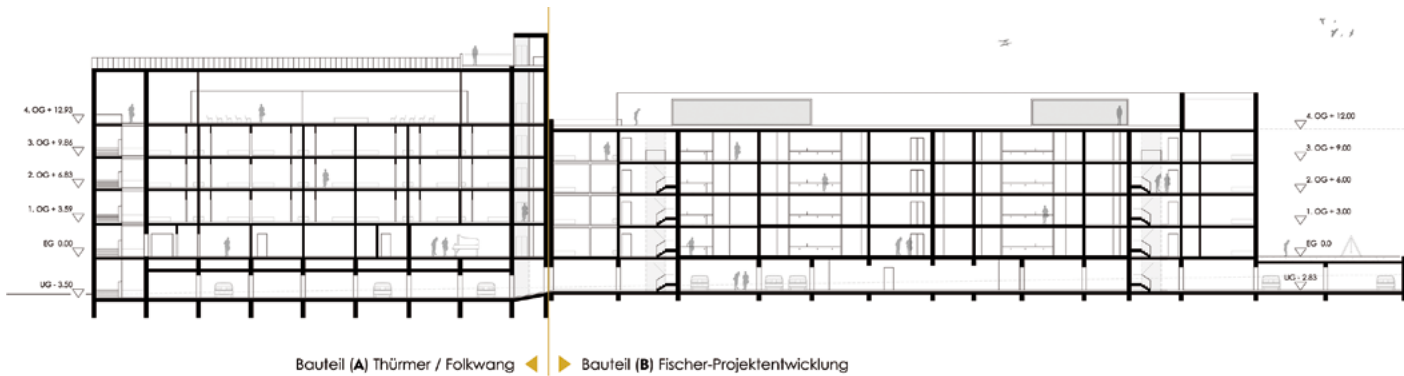 4. OG + 12.93
3. OG + 9.86
2. OG + 6.83
1. OG + 3.59
EG 0.00
UG - 3.50
4. OG + 12.00
3. OG + 9.00
2. OG + 6.00
1. OG + 3.00
EG 0.0
UG - 2.83
Bauteil (A) Thürmer / Folkwang
Bauteil (B) Fischer-Projektentwicklung